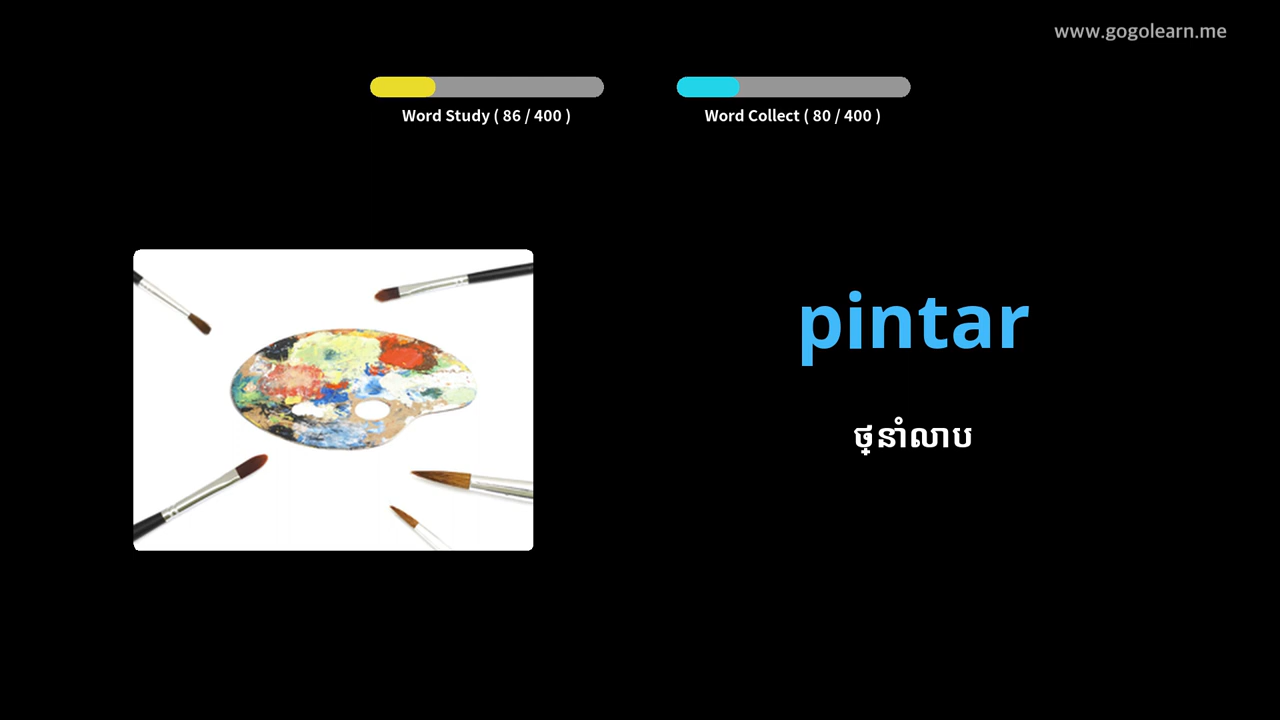 www.gogolearn.me
Word Study ( 86 / 400 )
Word Collect ( 80 / 400 )
pintar
ថ្នាំលាប